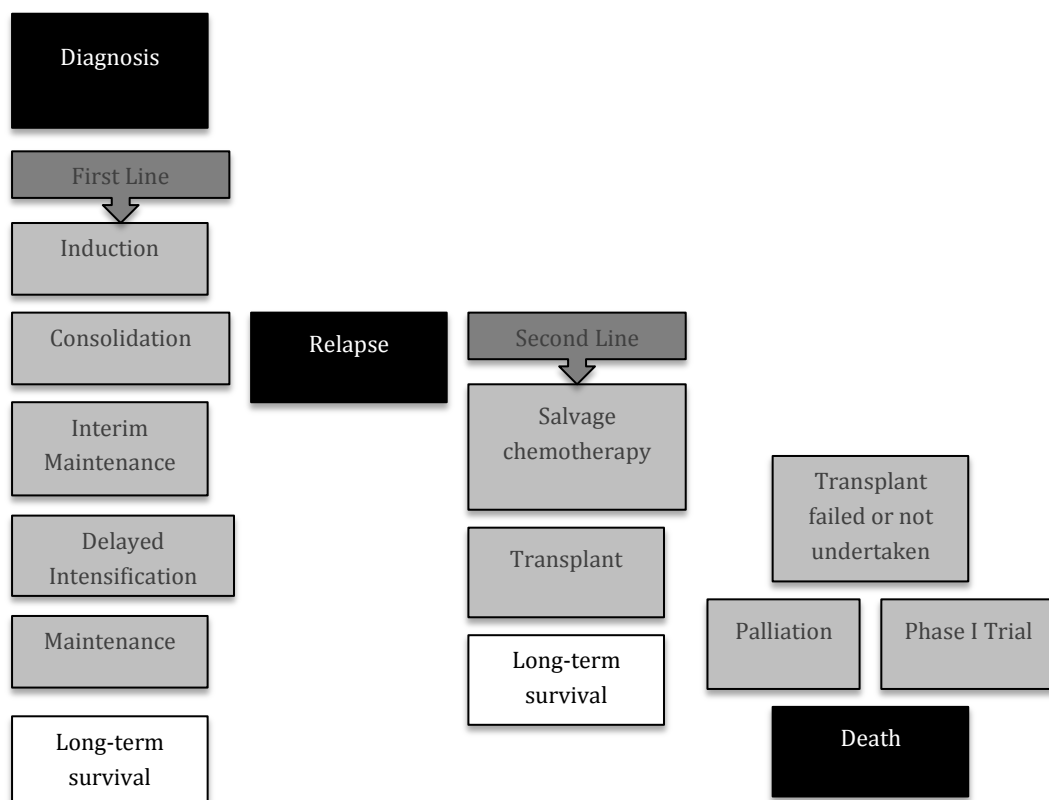 Diagnosis
First Line
Induction
Consolidation
Interim
Maintenance
Delayed
Intensification
Maintenance
Long-term
survival
Relapse
Second Line
Salvage
chemotherapy
Transplant
Long-term
survival
Transplant
failed or not
undertaken
Palliation
Phase I Trial
Death